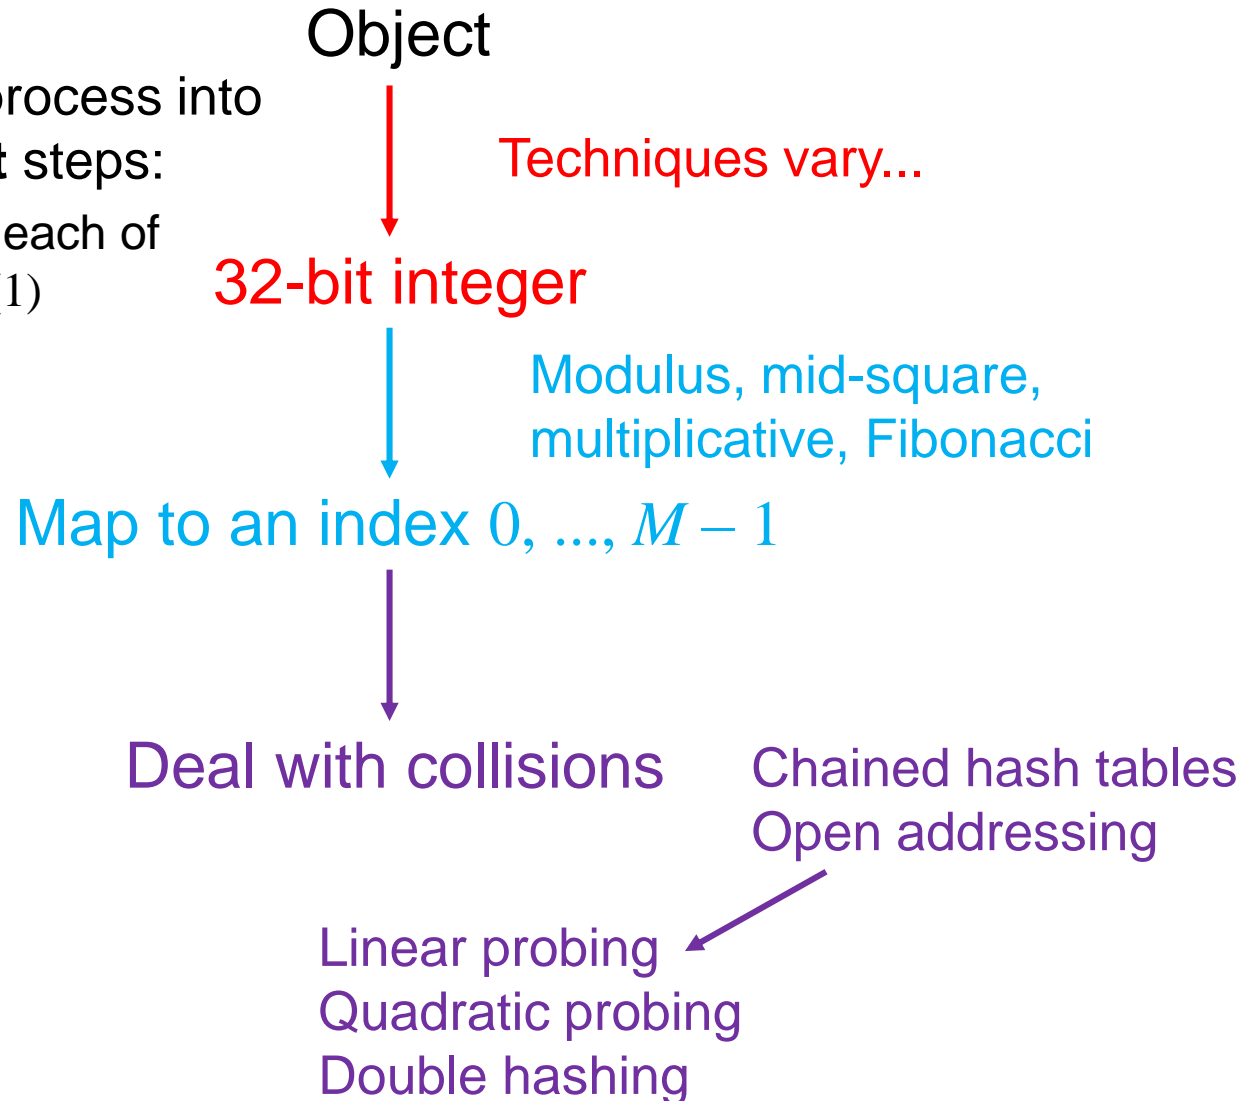 Object
process into
t steps:
Techniques vary...
each of
(1)
32-bit integer
Modulus, mid-square,
multiplicative, Fibonacci
Map to an index 0, ..., M – 1
Deal with collisions
Chained hash tables
Open addressing
Linear probing
Quadratic probing
Double hashing